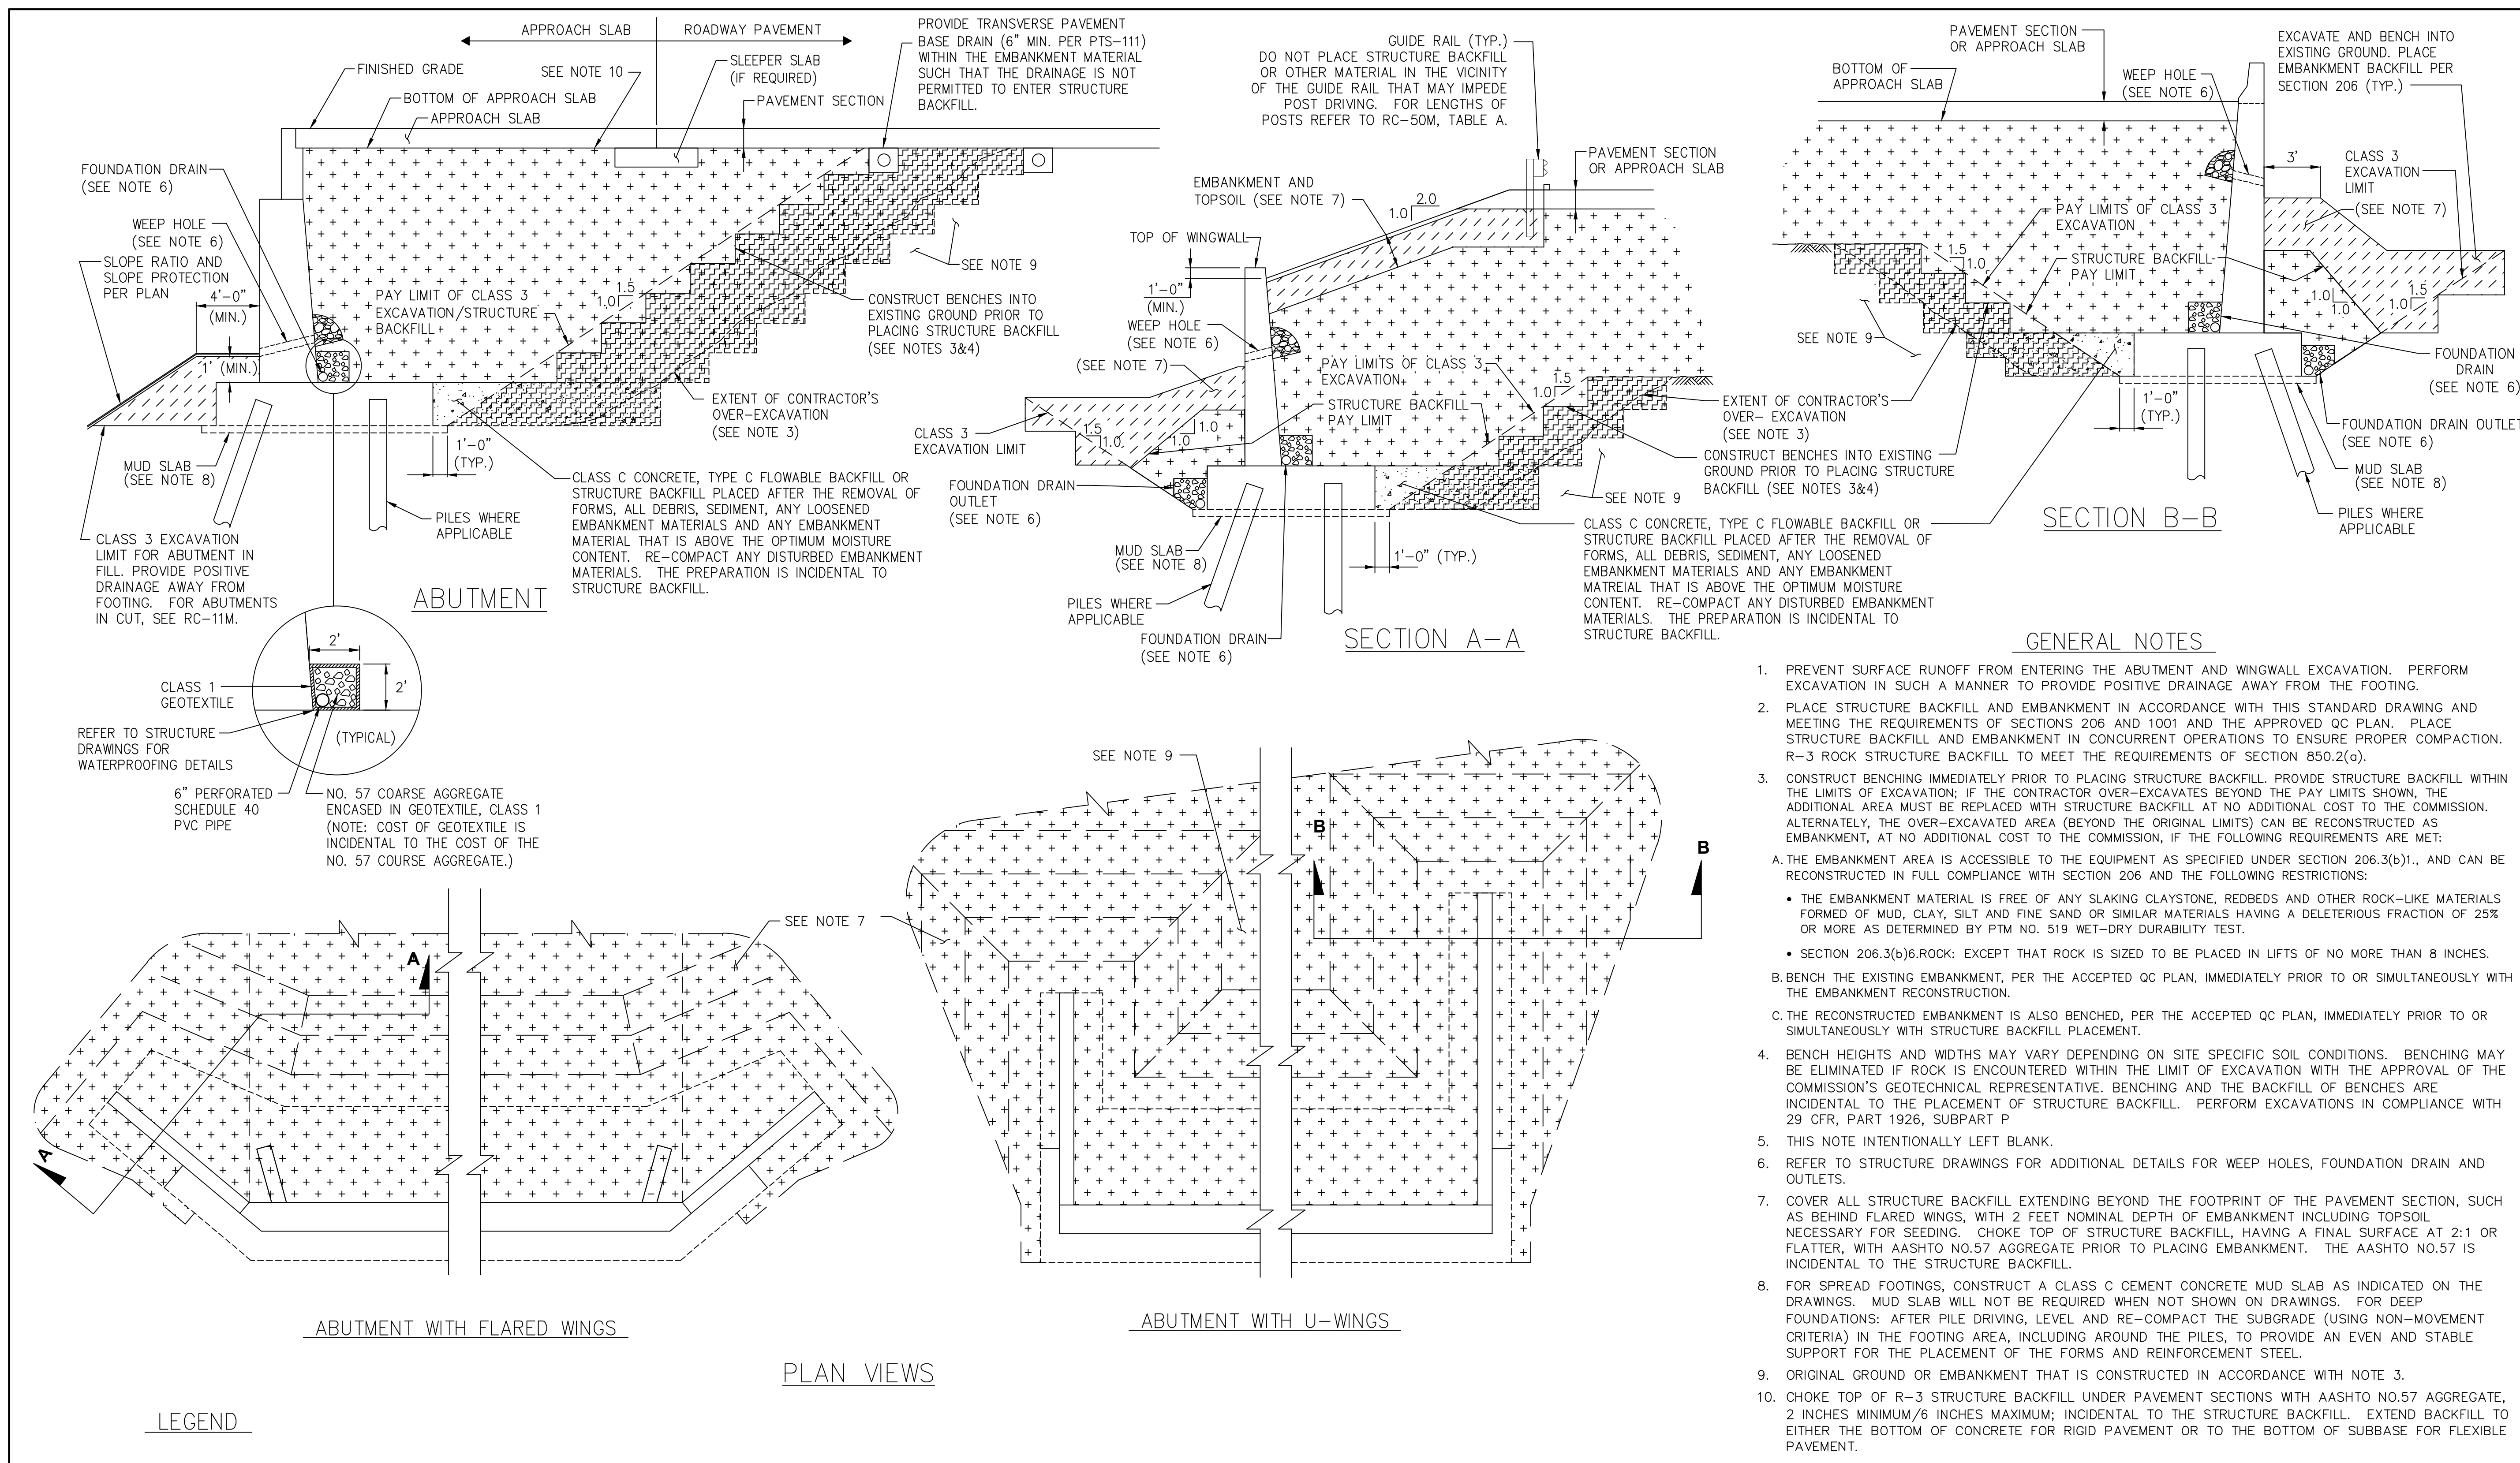 APPROACH SLAB
ROADWAY PAVEMENT
FINISHED GRADE
SEE NOTE 10
SLEEPER SLAB
(IF REQUIRED)
PROVIDE TRANSVERSE PAVEMENT
BASE DRAIN (6" MIN. PER PTS-111)
WITHIN THE EMBANKMENT MATERIAL
SUCH THAT THE DRAINAGE IS NOT
PERMITTED TO ENTER STRUCTURE
BACKFILL.
BOTTOM OF APPROACH SLAB
APPROACH SLAB
PAVEMENT SECTION
FOUNDATION DRAIN
(SEE NOTE 6)
WEEP HOLE
(SEE NOTE 6)
SLOPE RATIO AND
SLOPE PROTECTION
PER PLAN
4'-0"
(MIN.)
1' (MIN.)
PAY LIMIT OF CLASS 3
EXCAVATION/STRUCTURE
BACKFILL
1.5
1.0
SEE NOTE 9
CONSTRUCT BENCHES INTO
EXISTING GROUND PRIOR TO
PLACING STRUCTURE BACKFILL
(SEE NOTES 3&4)
EXTENT OF CONTRACTOR'S
OVER-EXCAVATION
(SEE NOTE 3)
1'-0"
(TYP.)
MUD SLAB
(SEE NOTE 8)
CLASS 3 EXCAVATION
LIMIT FOR ABUTMENT IN
FILL. PROVIDE POSITIVE
DRAINAGE AWAY FROM
FOOTING. FOR ABUTMENTS
IN CUT, SEE RC-11M.
PILES WHERE
APPLICABLE
CLASS C CONCRETE, TYPE C FLOWABLE BACKFILL OR
STRUCTURE BACKFILL PLACED AFTER THE REMOVAL OF
FORMS, ALL DEBRIS, SEDIMENT, ANY LOOSENED
EMBANKMENT MATERIALS AND ANY EMBANKMENT
MATERIAL THAT IS ABOVE THE OPTIMUM MOISTURE
CONTENT. RE-COMPACT ANY DISTURBED EMBANKMENT
MATERIALS. THE PREPARATION IS INCIDENTAL TO
STRUCTURE BACKFILL.
ABUTMENT
2'
2'
CLASS 1
GEOTEXTILE
(TYPICAL)
REFER TO STRUCTURE
DRAWINGS FOR
WATERPROOFING DETAILS
6" PERFORATED
SCHEDULE 40
PVC PIPE
NO. 57 COARSE AGGREGATE
ENCASED IN GEOTEXTILE, CLASS 1
(NOTE: COST OF GEOTEXTILE IS
INCIDENTAL TO THE COST OF THE
NO. 57 COURSE AGGREGATE.)
GUIDE RAIL (TYP.)
DO NOT PLACE STRUCTURE BACKFILL
OR OTHER MATERIAL IN THE VICINITY
OF THE GUIDE RAIL THAT MAY IMPEDE
POST DRIVING. FOR LENGTHS OF
POSTS REFER TO RC-50M, TABLE A.
PAVEMENT SECTION
OR APPROACH SLAB
EMBANKMENT AND
TOPSOIL (SEE NOTE 7)
2.0
1.0
TOP OF WINGWALL
1'-0"
(MIN.)
WEEP HOLE
(SEE NOTE 6)
(SEE NOTE 7)
PAY LIMITS OF CLASS 3
EXCAVATION
1.5
1.0
STRUCTURE BACKFILL
PAY LIMIT
1.5
1.0
1.0
1.0
CLASS 3
EXCAVATION LIMIT
FOUNDATION DRAIN
OUTLET
(SEE NOTE 6)
MUD SLAB
(SEE NOTE 8)
PILES WHERE
APPLICABLE
FOUNDATION DRAIN
(SEE NOTE 6)
1'-0" (TYP.)
SEE NOTE 9
EXTENT OF CONTRACTOR'S
OVER- EXCAVATION
(SEE NOTE 3)
CONSTRUCT BENCHES INTO EXISTING
GROUND PRIOR TO PLACING STRUCTURE
BACKFILL (SEE NOTES 3&4)
CLASS C CONCRETE, TYPE C FLOWABLE BACKFILL OR
STRUCTURE BACKFILL PLACED AFTER THE REMOVAL OF
FORMS, ALL DEBRIS, SEDIMENT, ANY LOOSENED
EMBANKMENT MATERIALS AND ANY EMBANKMENT
MATREIAL THAT IS ABOVE THE OPTIMUM MOISTURE
CONTENT. RE-COMPACT ANY DISTURBED EMBANKMENT
MATERIALS. THE PREPARATION IS INCIDENTAL TO
STRUCTURE BACKFILL.
SECTION A-A
PAVEMENT SECTION
OR APPROACH SLAB
BOTTOM OF
APPROACH SLAB
WEEP HOLE
(SEE NOTE 6)
EXCAVATE AND BENCH INTO
EXISTING GROUND. PLACE
EMBANKMENT BACKFILL PER
SECTION 206 (TYP.)
3'
CLASS 3
EXCAVATION
LIMIT
(SEE NOTE 7)
PAY LIMITS OF CLASS 3
EXCAVATION
1.5
1.0
STRUCTURE BACKFILL
PAY LIMIT
1.0
1.0
1.5
1.0
SEE NOTE 9
1'-0"
(TYP.)
FOUNDATION
DRAIN
(SEE NOTE 6)
FOUNDATION DRAIN OUTLET
(SEE NOTE 6)
MUD SLAB
(SEE NOTE 8)
PILES WHERE
APPLICABLE
SECTION B-B
SEE NOTE 7
A
A
ABUTMENT WITH FLARED WINGS
SEE NOTE 9
B
B
ABUTMENT WITH U-WINGS
PLAN VIEWS
LEGEND
GENERAL NOTES
1. PREVENT SURFACE RUNOFF FROM ENTERING THE ABUTMENT AND WINGWALL EXCAVATION. PERFORM
EXCAVATION IN SUCH A MANNER TO PROVIDE POSITIVE DRAINAGE AWAY FROM THE FOOTING.
2. PLACE STRUCTURE BACKFILL AND EMBANKMENT IN ACCORDANCE WITH THIS STANDARD DRAWING AND
MEETING THE REQUIREMENTS OF SECTIONS 206 AND 1001 AND THE APPROVED QC PLAN. PLACE
STRUCTURE BACKFILL AND EMBANKMENT IN CONCURRENT OPERATIONS TO ENSURE PROPER COMPACTION.
R-3 ROCK STRUCTURE BACKFILL TO MEET THE REQUIREMENTS OF SECTION 850.2(a).
3. CONSTRUCT BENCHING IMMEDIATELY PRIOR TO PLACING STRUCTURE BACKFILL. PROVIDE STRUCTURE BACKFILL WITHIN
THE LIMITS OF EXCAVATION; IF THE CONTRACTOR OVER-EXCAVATES BEYOND THE PAY LIMITS SHOWN, THE
ADDITIONAL AREA MUST BE REPLACED WITH STRUCTURE BACKFILL AT NO ADDITIONAL COST TO THE COMMISSION.
ALTERNATELY, THE OVER-EXCAVATED AREA (BEYOND THE ORIGINAL LIMITS) CAN BE RECONSTRUCTED AS
EMBANKMENT, AT NO ADDITIONAL COST TO THE COMMISSION, IF THE FOLLOWING REQUIREMENTS ARE MET:
A. THE EMBANKMENT AREA IS ACCESSIBLE TO THE EQUIPMENT AS SPECIFIED UNDER SECTION 206.3(b)1., AND CAN BE
RECONSTRUCTED IN FULL COMPLIANCE WITH SECTION 206 AND THE FOLLOWING RESTRICTIONS:
• THE EMBANKMENT MATERIAL IS FREE OF ANY SLAKING CLAYSTONE, REDBEDS AND OTHER ROCK-LIKE MATERIALS
FORMED OF MUD, CLAY, SILT AND FINE SAND OR SIMILAR MATERIALS HAVING A DELETERIOUS FRACTION OF 25%
OR MORE AS DETERMINED BY PTM NO. 519 WET-DRY DURABILITY TEST.
• SECTION 206.3(b)6.ROCK: EXCEPT THAT ROCK IS SIZED TO BE PLACED IN LIFTS OF NO MORE THAN 8 INCHES.
B. BENCH THE EXISTING EMBANKMENT, PER THE ACCEPTED QC PLAN, IMMEDIATELY PRIOR TO OR SIMULTANEOUSLY WITH
THE EMBANKMENT RECONSTRUCTION.
C. THE RECONSTRUCTED EMBANKMENT IS ALSO BENCHED, PER THE ACCEPTED QC PLAN, IMMEDIATELY PRIOR TO OR
SIMULTANEOUSLY WITH STRUCTURE BACKFILL PLACEMENT.
4. BENCH HEIGHTS AND WIDTHS MAY VARY DEPENDING ON SITE SPECIFIC SOIL CONDITIONS. BENCHING MAY
BE ELIMINATED IF ROCK IS ENCOUNTERED WITHIN THE LIMIT OF EXCAVATION WITH THE APPROVAL OF THE
COMMISSION'S GEOTECHNICAL REPRESENTATIVE. BENCHING AND THE BACKFILL OF BENCHES ARE
INCIDENTAL TO THE PLACEMENT OF STRUCTURE BACKFILL. PERFORM EXCAVATIONS IN COMPLIANCE WITH
29 CFR, PART 1926, SUBPART P
5. THIS NOTE INTENTIONALLY LEFT BLANK.
6. REFER TO STRUCTURE DRAWINGS FOR ADDITIONAL DETAILS FOR WEEP HOLES, FOUNDATION DRAIN AND
OUTLETS.
7. COVER ALL STRUCTURE BACKFILL EXTENDING BEYOND THE FOOTPRINT OF THE PAVEMENT SECTION, SUCH
AS BEHIND FLARED WINGS, WITH 2 FEET NOMINAL DEPTH OF EMBANKMENT INCLUDING TOPSOIL
NECESSARY FOR SEEDING. CHOKE TOP OF STRUCTURE BACKFILL, HAVING A FINAL SURFACE AT 2:1 OR
FLATTER, WITH AASHTO NO.57 AGGREGATE PRIOR TO PLACING EMBANKMENT. THE AASHTO NO.57 IS
INCIDENTAL TO THE STRUCTURE BACKFILL.
8. FOR SPREAD FOOTINGS, CONSTRUCT A CLASS C CEMENT CONCRETE MUD SLAB AS INDICATED ON THE
DRAWINGS. MUD SLAB WILL NOT BE REQUIRED WHEN NOT SHOWN ON DRAWINGS. FOR DEEP
FOUNDATIONS: AFTER PILE DRIVING, LEVEL AND RE-COMPACT THE SUBGRADE (USING NON-MOVEMENT
CRITERIA) IN THE FOOTING AREA, INCLUDING AROUND THE PILES, TO PROVIDE AN EVEN AND STABLE
SUPPORT FOR THE PLACEMENT OF THE FORMS AND REINFORCEMENT STEEL.
9. ORIGINAL GROUND OR EMBANKMENT THAT IS CONSTRUCTED IN ACCORDANCE WITH NOTE 3.
10. CHOKE TOP OF R-3 STRUCTURE BACKFILL UNDER PAVEMENT SECTIONS WITH AASHTO NO.57 AGGREGATE,
2 INCHES MINIMUM/6 INCHES MAXIMUM; INCIDENTAL TO THE STRUCTURE BACKFILL. EXTEND BACKFILL TO
EITHER THE BOTTOM OF CONCRETE FOR RIGID PAVEMENT OR TO THE BOTTOM OF SUBBASE FOR FLEXIBLE
PAVEMENT.